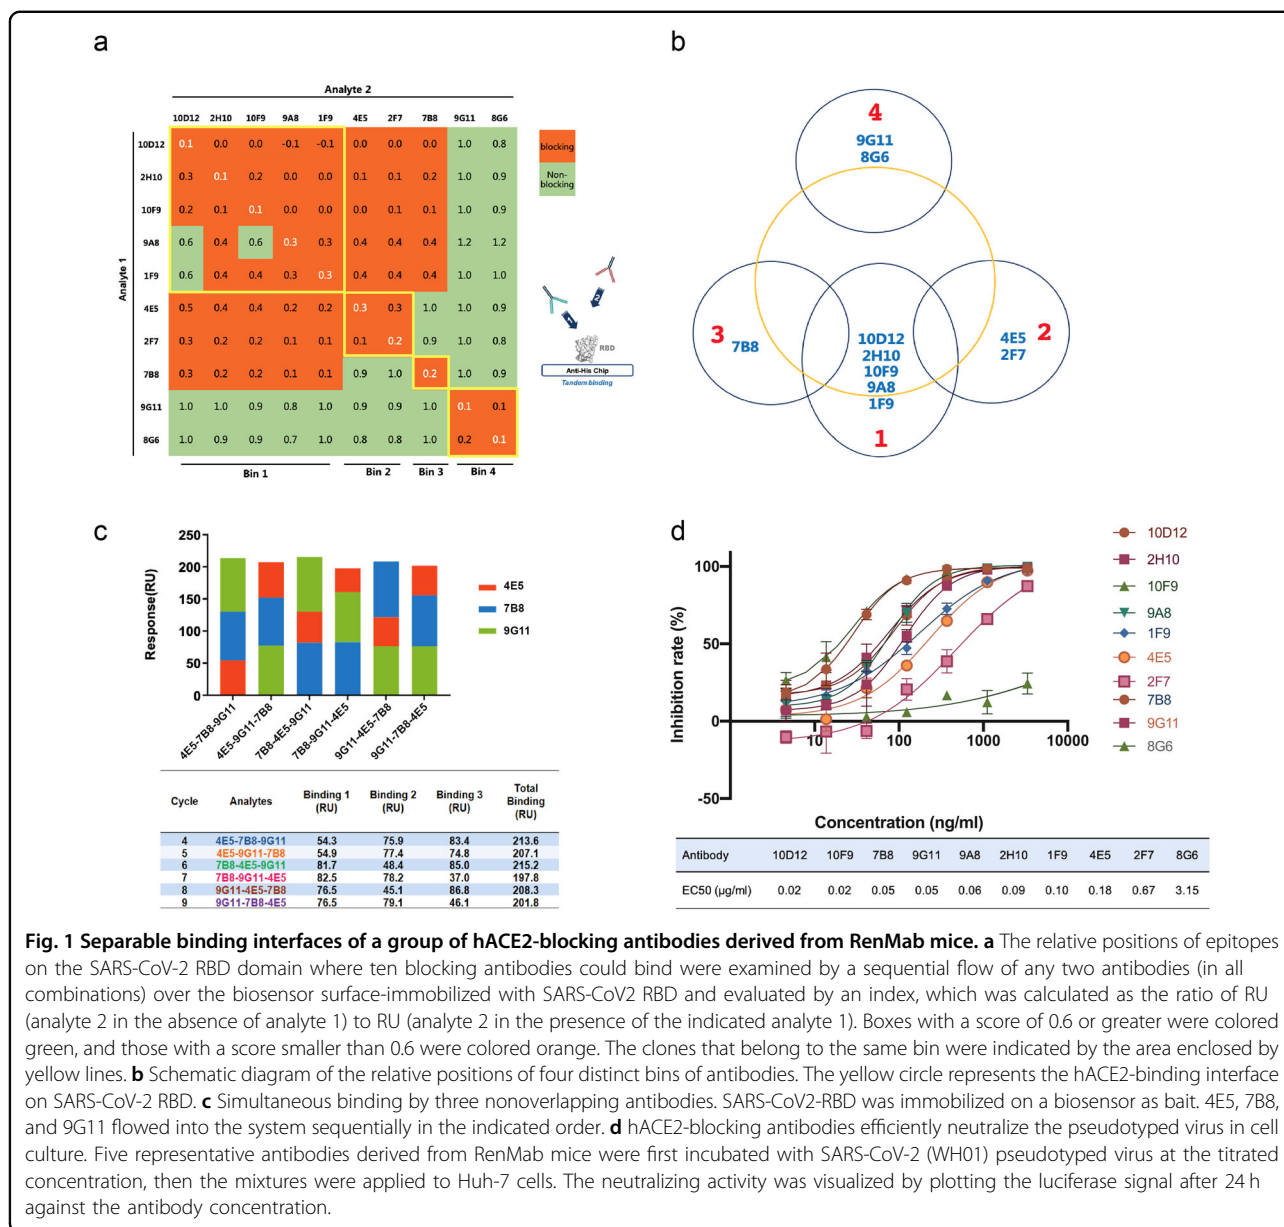 a
Analyte 2
10D12 2H10 10F9 9A8 1F9 4E5 2F7 7B8 9G11 8G6
Analyte 1
10D12 0.1 0.0 0.0 -0.1 -0.1 0.0 0.0 0.0 1.0 0.8
2H10 0.3 0.1 0.2 0.0 0.0 0.1 0.1 0.2 1.0 0.9
10F9 0.2 0.1 0.1 0.0 0.0 0.0 0.1 0.1 1.0 0.9
9A8 0.6 0.4 0.6 0.3 0.3 0.4 0.4 0.4 1.2 1.2
1F9 0.6 0.4 0.4 0.3 0.3 0.4 0.4 0.4 1.0 1.0
4E5 0.5 0.4 0.4 0.2 0.2 0.3 0.3 1.0 1.0 0.9
2F7 0.3 0.2 0.2 0.1 0.1 0.1 0.2 0.9 1.0 0.8
7B8 0.3 0.2 0.2 0.1 0.1 0.9 1.0 0.2 1.0 0.9
9G11 1.0 1.0 0.9 0.8 1.0 0.9 0.9 1.0 0.1 0.1
8G6 1.0 0.9 0.9 0.7 1.0 0.8 0.8 1.0 0.2 0.1
Bin 1 Bin 2 Bin 3 Bin 4
blocking
Non-
blocking
1
2
RBD
Anti-His Chip
Tandem binding
b
4
9G11
8G6
3
7B8
10D12
2H10
10F9
9A8
1F9
1
4E5
2F7
2
c
Response(RU)
250
200
150
100
50
0
4E5-7B8-9G11
4E5-9G11-7B8
7B8-4E5-9G11
7B8-9G11-4E5
9G11-4E5-7B8
9G11-7B8-4E5
4E5
7B8
9G11
Cycle Analytes Binding 1 (RU) Binding 2 (RU) Binding 3 (RU) Total Binding (RU)
4 4E5-7B8-9G11 54.3 75.9 83.4 213.6
5 4E5-9G11-7B8 54.9 77.4 74.8 207.1
6 7B8-4E5-9G11 81.7 48.4 85.0 215.2
7 7B8-9G11-4E5 82.5 78.2 37.0 197.8
8 9G11-4E5-7B8 76.5 45.1 86.8 208.3
9 9G11-7B8-4E5 76.5 79.1 46.1 201.8
d
Inhibition rate (%)
100
50
0
-50
10 100 1000 10000
Concentration (ng/ml)
10D12
2H10
10F9
9A8
1F9
4E5
2F7
7B8
9G11
8G6
Antibody 10D12 10F9 7B8 9G11 9A8 2H10 1F9 4E5 2F7 8G6
EC50 (μg/ml) 0.02 0.02 0.05 0.05 0.06 0.09 0.10 0.18 0.67 3.15
Fig. 1 Separable binding interfaces of a group of hACE2-blocking antibodies derived from RenMab mice. a The relative positions of epitopes
on the SARS-CoV-2 RBD domain where ten blocking antibodies could bind were examined by a sequential flow of any two antibodies (in all
combinations) over the biosensor surface-immobilized with SARS-CoV2 RBD and evaluated by an index, which was calculated as the ratio of RU
(analyte 2 in the absence of analyte 1) to RU (analyte 2 in the presence of the indicated analyte 1). Boxes with a score of 0.6 or greater were colored
green, and those with a score smaller than 0.6 were colored orange. The clones that belong to the same bin were indicated by the area enclosed by
yellow lines. b Schematic diagram of the relative positions of four distinct bins of antibodies. The yellow circle represents the hACE2-binding interface
on SARS-CoV-2 RBD. c Simultaneous binding by three nonoverlapping antibodies. SARS-CoV2-RBD was immobilized on a biosensor as bait. 4E5, 7B8,
and 9G11 flowed into the system sequentially in the indicated order. d hACE2-blocking antibodies efficiently neutralize the pseudotyped virus in cell
culture. Five representative antibodies derived from RenMab mice were first incubated with SARS-CoV-2 (WH01) pseudotyped virus at the titrated
concentration, then the mixtures were applied to Huh-7 cells. The neutralizing activity was visualized by plotting the luciferase signal after 24 h
against the antibody concentration.